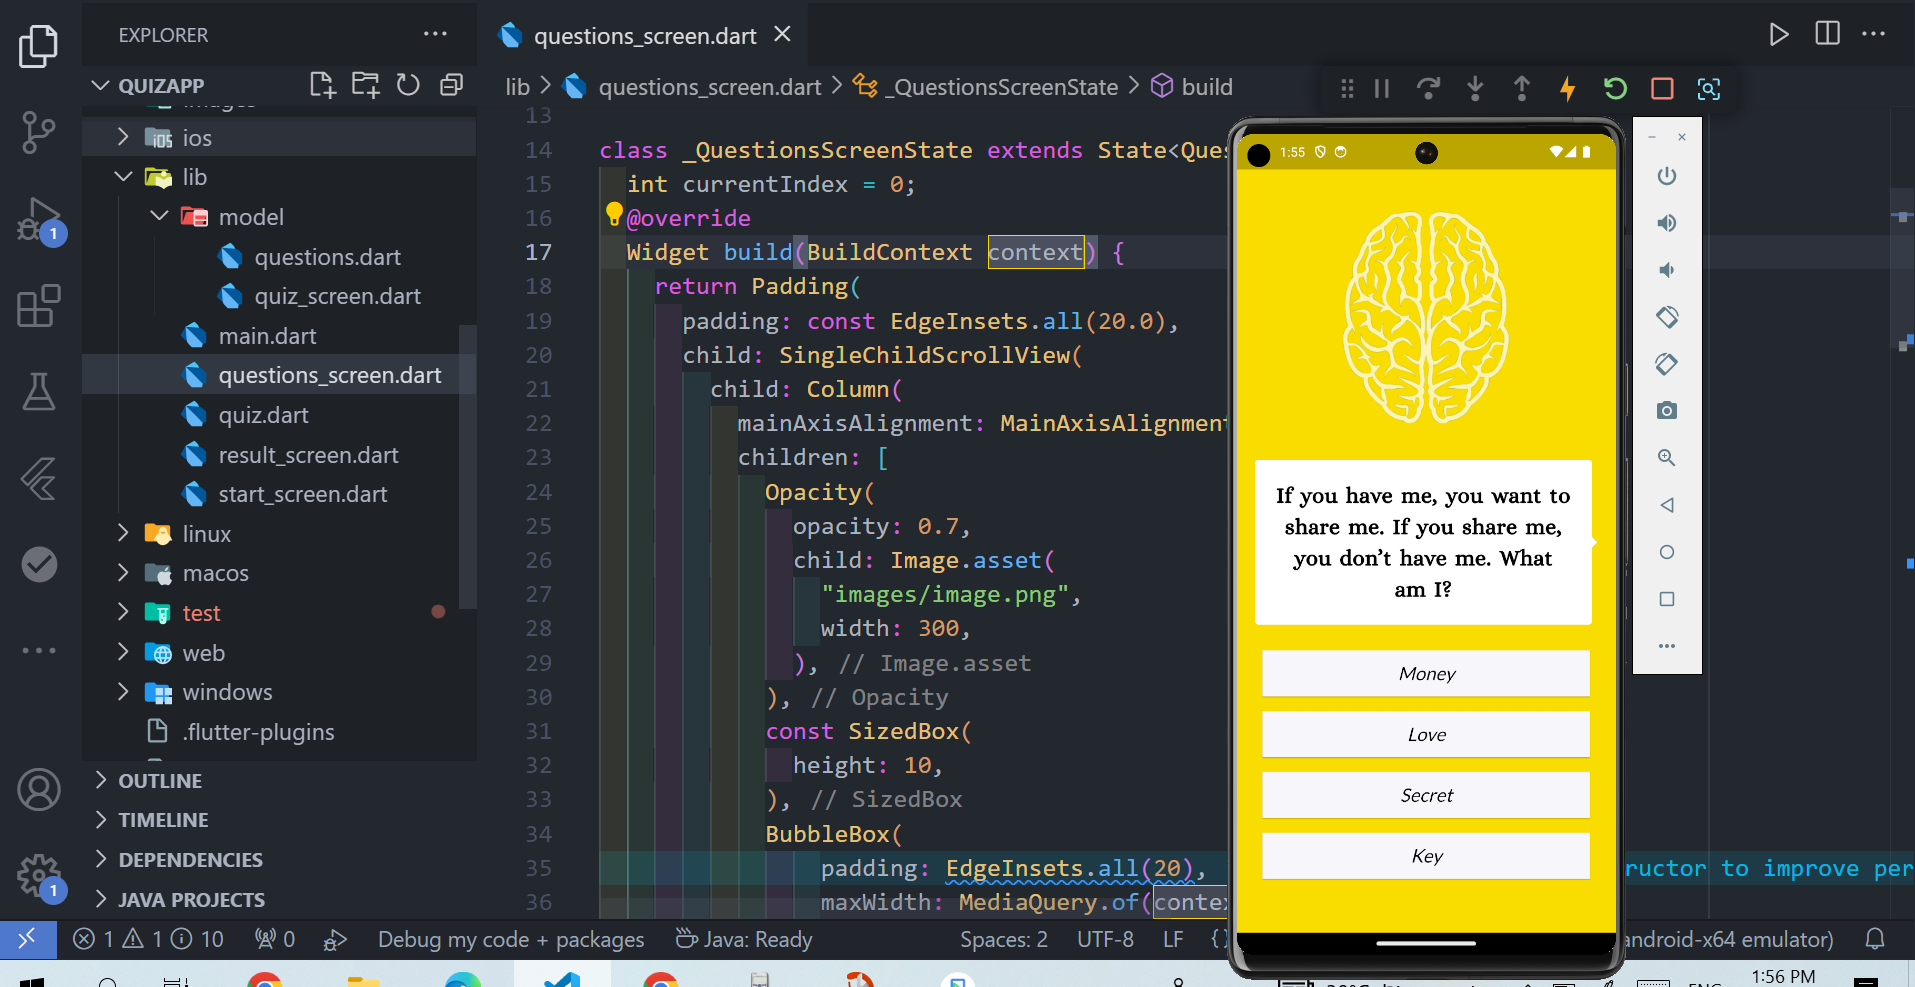 EXPLORER
QUIZAPP
images
ios
lib
model
questions.dart
quiz_screen.dart
main.dart
questions_screen.dart
quiz.dart
result_screen.dart
start_screen.dart
linux
macos
test
web
windows
.flutter-plugins
OUTLINE
TIMELINE
DEPENDENCIES
JAVA PROJECTS
1
1
questions_screen.dart
lib > questions_screen.dart > _QuestionsScreenState > build
13
14 class _QuestionsScreenState extends State<Que
15 int currentIndex = 0;
16 @override
17 Widget build(BuildContext context) {
18 return Padding(
19 padding: const EdgeInsets.all(20.0),
20 child: SingleChildScrollView(
21 child: Column(
22 mainAxisAlignment: MainAxisAlignment
23 children: [
24 Opacity(
25 opacity: 0.7,
26 child: Image.asset(
27 "images/image.png",
28 width: 300,
29 ), // Image.asset
30 ), // Opacity
31 const SizedBox(
32 height: 10,
33 ), // SizedBox
34 BubbleBox(
35 padding: EdgeInsets.all(20),
36 maxWidth: MediaQuery.of(contex
ructor to improve per
1:55
If you have me, you want to
share me. If you share me,
you don’t have me. What
am I?
Money
Love
Secret
Key
1 1 10 0 Debug my code + packages Java: Ready Spaces: 2 UTF-8 LF {} android-x64 emulator)
1:56 PM